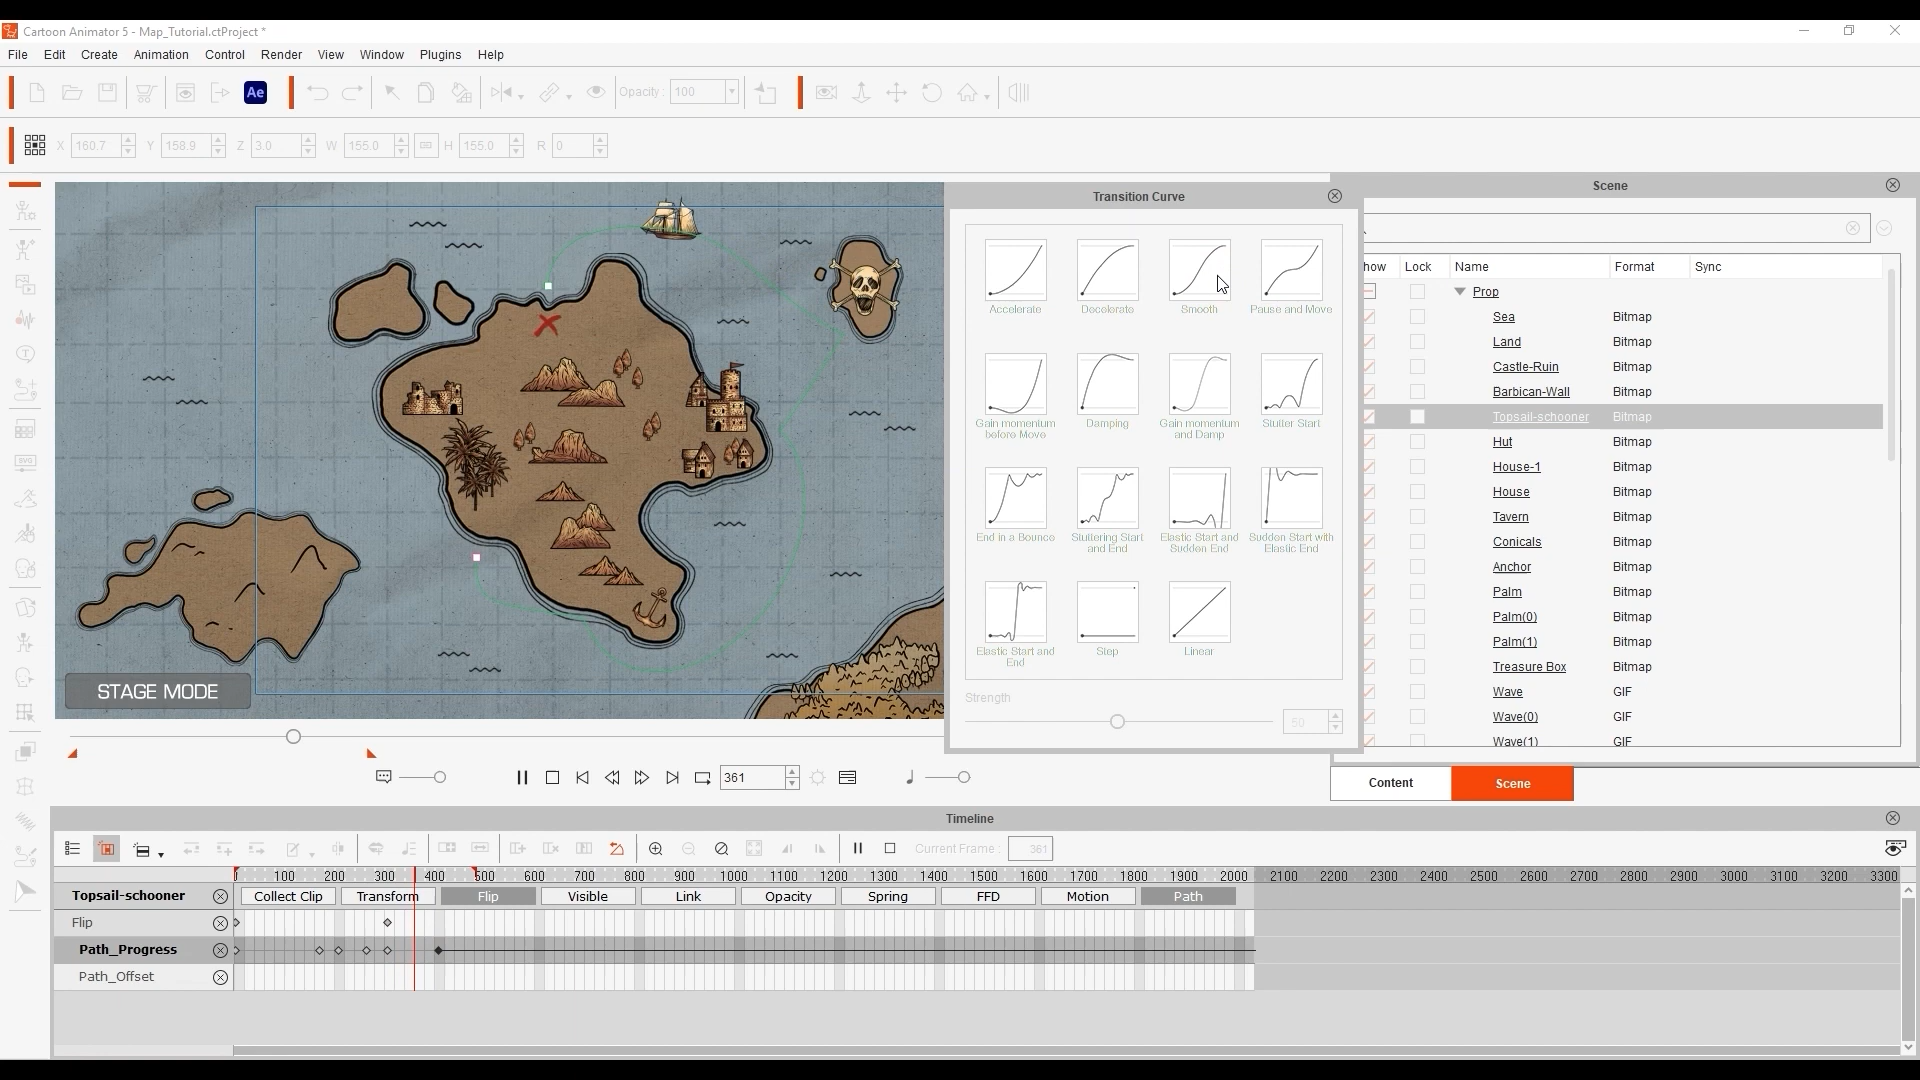 Cartoon Animator 5 - Map_Tutorial.ctProject *
File Edit Create Animation Control Render View Window Plugins Help
Ae Opacity : 100
X 160.7 Y 158.9 Z 3.0 W 155.0 H 155.0 R 0
Transition Curve
Accelerate Decelerate Smooth Pause and Move
Gain momentum before Move Damping Gain momentum and Damp Stutter Start
End in a Bounce Stuttering Start and End Elastic Start and Sudden End Sudden Start with Elastic End
Elastic Start and End Step Linear
Strength
50
Scene
how Lock Name Format Sync
Prop
Sea Bitmap
Land Bitmap
Castle-Ruin Bitmap
Barbican-Wall Bitmap
Topsail-schooner Bitmap
Hut Bitmap
House-1 Bitmap
House Bitmap
Tavern Bitmap
Conicals Bitmap
Anchor Bitmap
Palm Bitmap
Palm(0) Bitmap
Palm(1) Bitmap
Treasure Box Bitmap
Wave GIF
Wave(0) GIF
Wave(1) GIF
STAGE MODE
361
Content Scene
Timeline
SVG
Current Frame : 361
100 200 300 400 500 600 700 800 900 1000 1100 1200 1300 1400 1500 1600 1700 1800 1900 2000 2100 2200 2300 2400 2500 2600 2700 2800 2900 3000 3100 3200 3300
Topsail-schooner Collect Clip Transform Flip Visible Link Opacity Spring FFD Motion Path
Flip
Path_Progress
Path_Offset